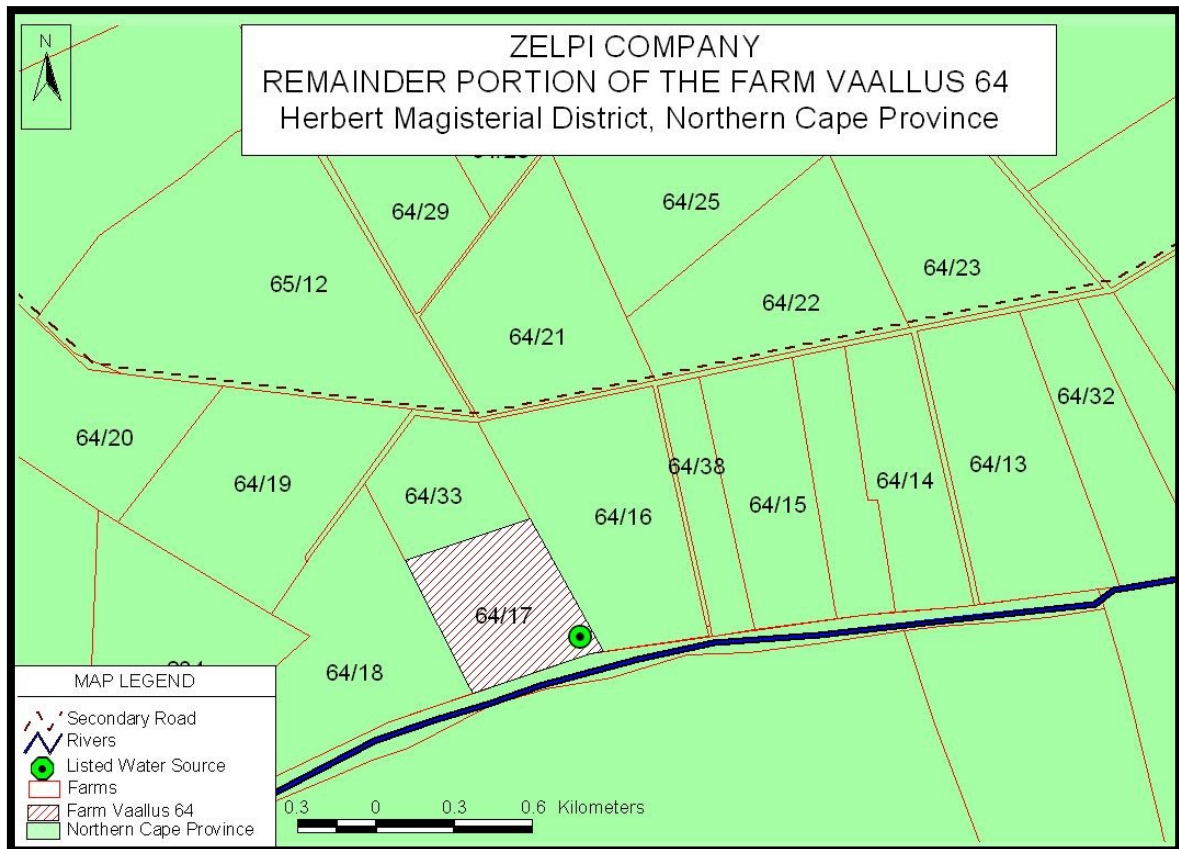 N
ZELPI COMPANY
REMAINDER PORTION OF THE FARM VAALLUS 64
Herbert Magisterial District, Northern Cape Province
64/29
64/25
65/12
64/23
64/22
64/21
64/32
64/20
64/19
64/33
64/16
64/38
64/15
64/14
64/13
64/17
64/18
MAP LEGEND
Secondary Road
Rivers
Listed Water Source
Farms
Farm Vaallus 64
Northern Cape Province
0.3 0 0.3 0.6 Kilometers